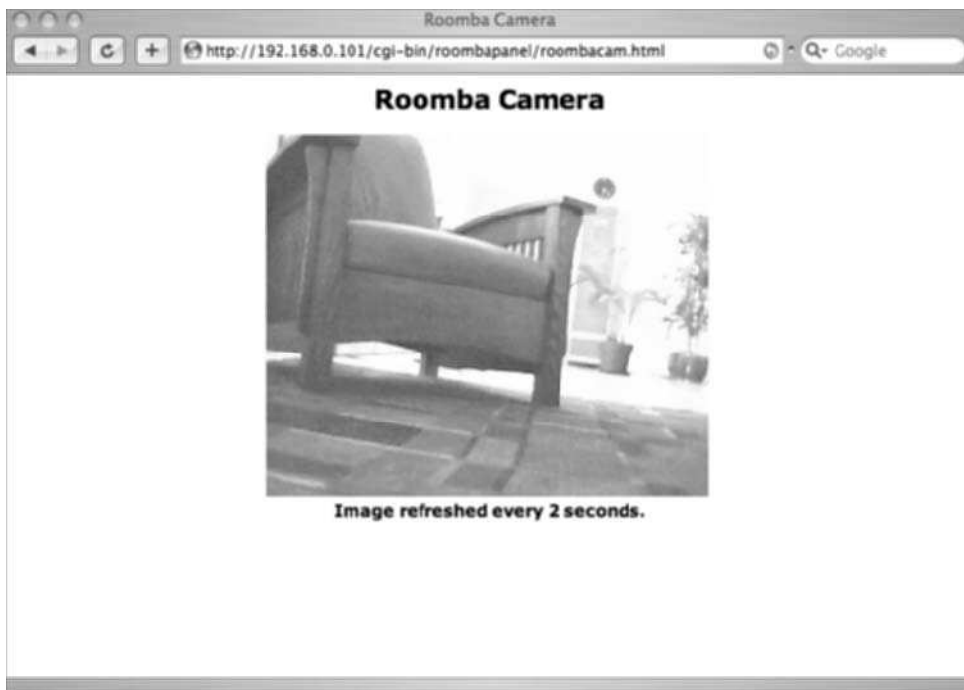 Roomba Camera
http://192.168.0.101/cgi-bin/roombapanel/roombacam.html
Google
Roomba Camera
Image refreshed every 2 seconds.